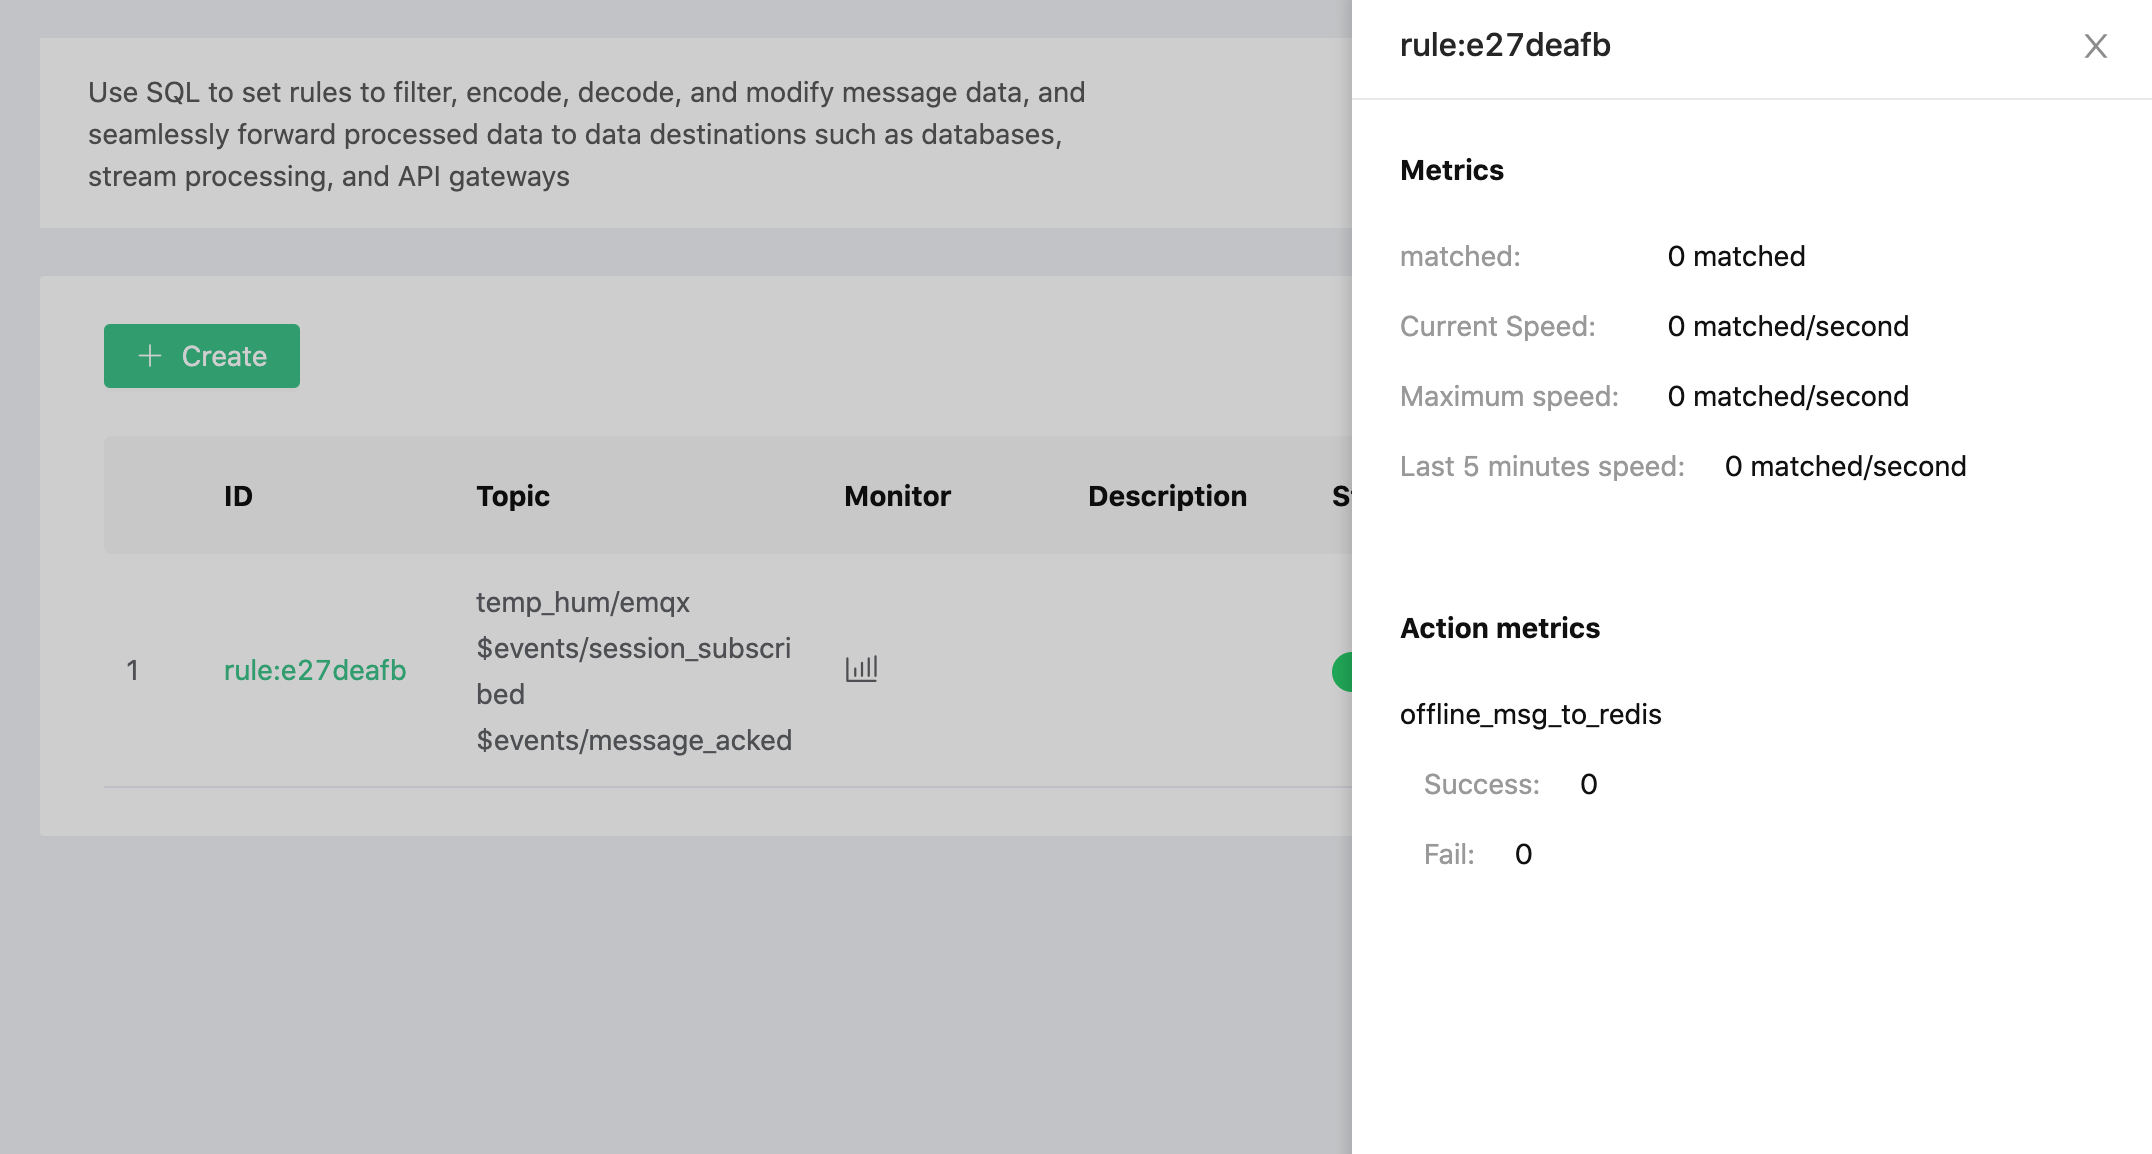 Use SQL to set rules to filter, encode, decode, and modify message data, and
seamlessly forward processed data to data destinations such as databases,
stream processing, and API gateways
Create
ID Topic Monitor Description
1 rule:e27deafb temp_hum/emqx
$events/session_subscri
bed
$events/message_acked
rule:e27deafb
Metrics
matched: 0 matched
Current Speed: 0 matched/second
Maximum speed: 0 matched/second
Last 5 minutes speed: 0 matched/second
Action metrics
offline_msg_to_redis
Success: 0
Fail: 0